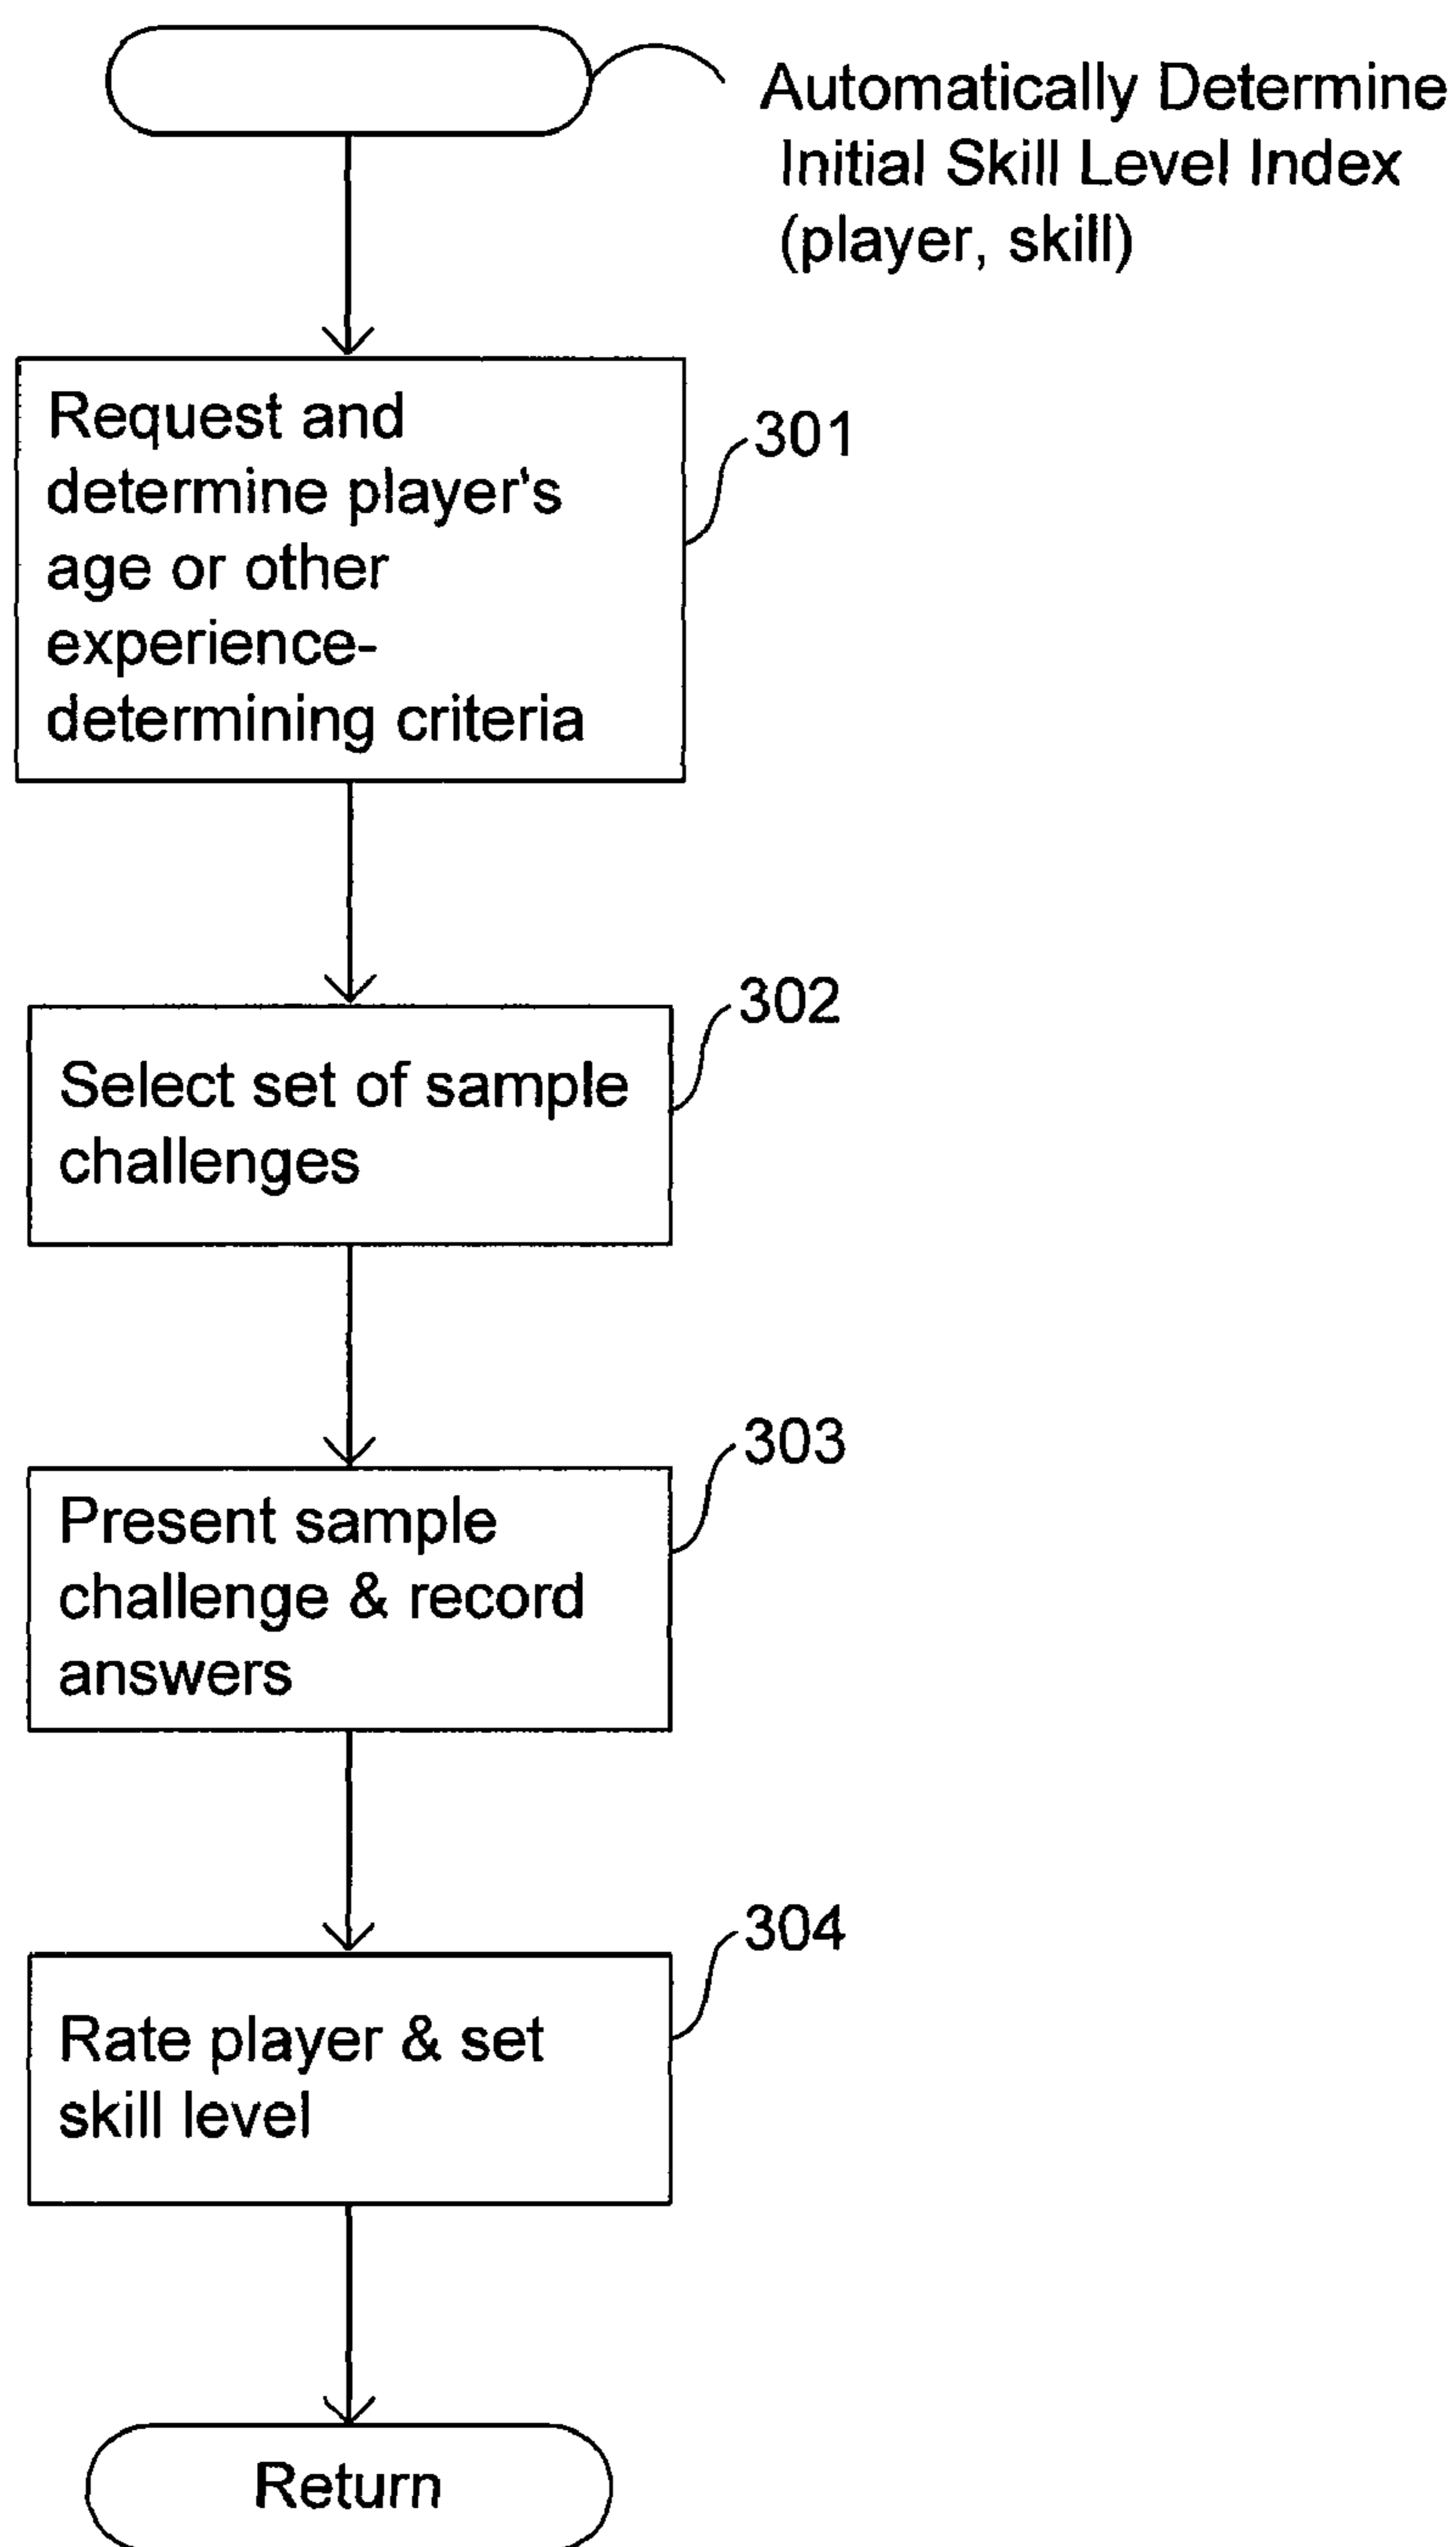 Automatically Determine
Initial Skill Level Index
(player, skill)
Request and
determine player's
age or other
experience-
determining criteria
301
302
Select set of sample
challenges
303
Present sample
challenge & record
answers
304
Rate player & set
skill level
Return